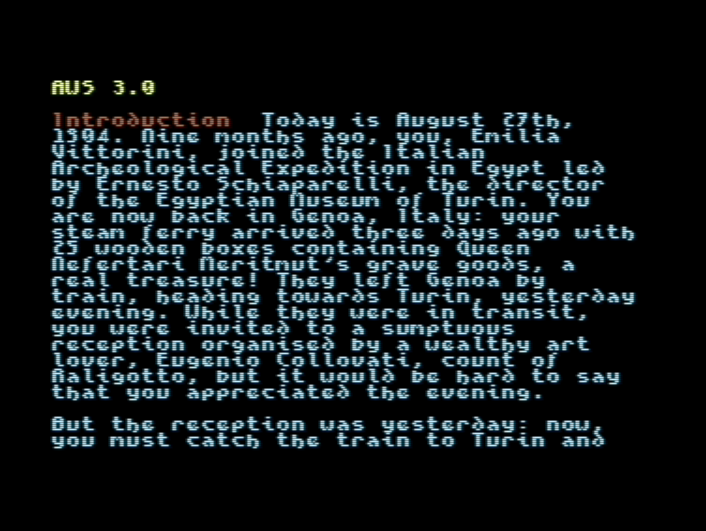 AWS 3.0
Introduction Today is August 27th,
1904. Nine months ago, you, Emilia
Vittorini, joined the Italian
Archeological Expedition in Egypt led
by Ernesto Schiaparelli, the director
of the Egyptian Museum of Turin. You
are now back in Genoa, Italy: your
steam ferry arrived three days ago with
25 wooden boxes containing Queen
Nefertari Meritmut's grave goods, a
real treasure! They left Genoa by
train, heading towards Turin, yesterday
evening. While they were in transit,
you were invited to a sumptuous
reception organised by a wealthy art
lover, Eugenio Collovati, count of
Raligotto, but it would be hard to say
that you appreciated the evening.
But the reception was yesterday: now,
you must catch the train to Turin and